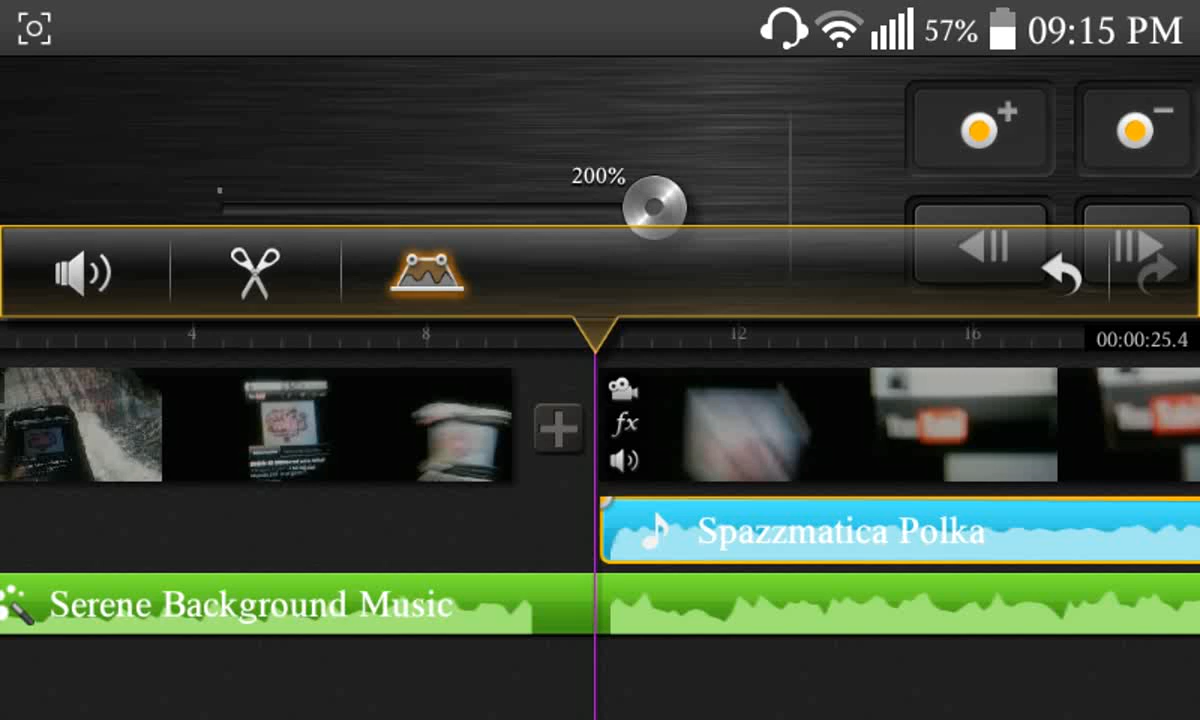 57% 09:15 PM
200%
4 8 12 16 00:00:25.4
fx
Spazzmatica Polka
Serene Background Music